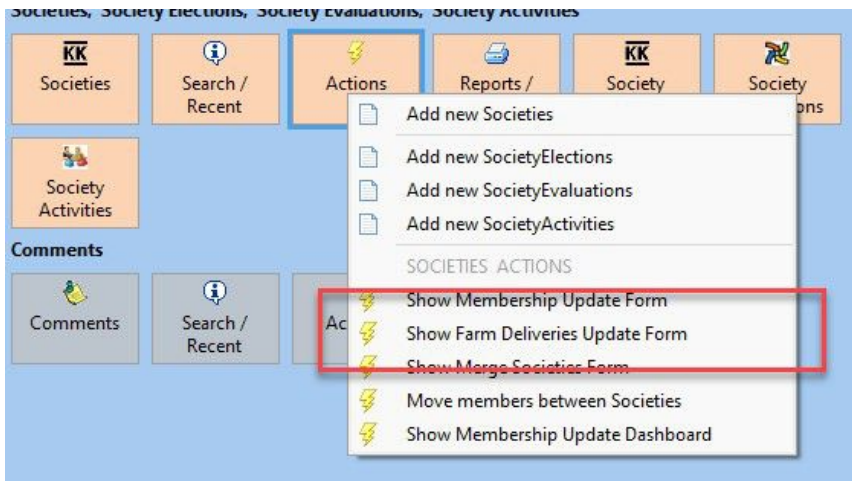 Societies, Society Elections, Society Evaluations, Society Activities
KK
Societies
Search /
Recent
Actions
Reports /
KK
Society
Society
ons
Add new Societies
Add new SocietyElections
Add new SocietyEvaluations
Add new SocietyActivities
SOCIETIES ACTIONS
Show Membership Update Form
Show Farm Deliveries Update Form
Show Merge Societies Form
Move members between Societies
Show Membership Update Dashboard
Society
Activities
Comments
Comments
Search /
Recent
Ac